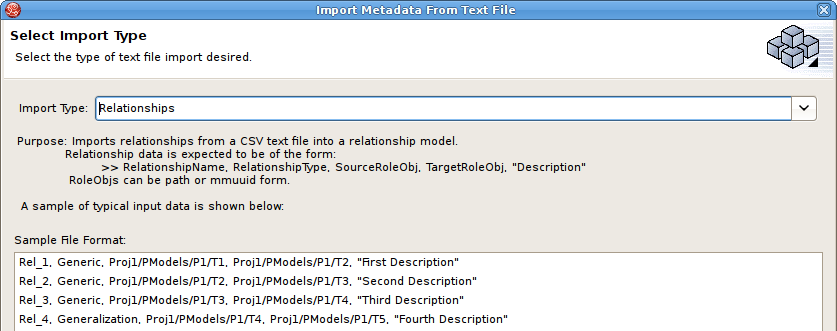 Import Metadata From Text File
Select Import Type
Select the type of text file import desired.
Import Type: Relationships
Purpose: Imports relationships from a CSV text file into a relationship model.
Relationship data is expected to be of the form:
>> RelationshipName, RelationshipType, SourceRoleObj, TargetRoleObj, "Description"
RoleObjs can be path or mmuuid form.
A sample of typical input data is shown below:
Sample File Format:
Rel_1, Generic, Proj1/PModels/P1/T1, Proj1/PModels/P1/T2, "First Description"
Rel_2, Generic, Proj1/PModels/P1/T2, Proj1/PModels/P1/T3, "Second Description"
Rel_3, Generic, Proj1/PModels/P1/T3, Proj1/PModels/P1/T4, "Third Description"
Rel_4, Generalization, Proj1/PModels/P1/T4, Proj1/PModels/P1/T5, "Fourth Description"